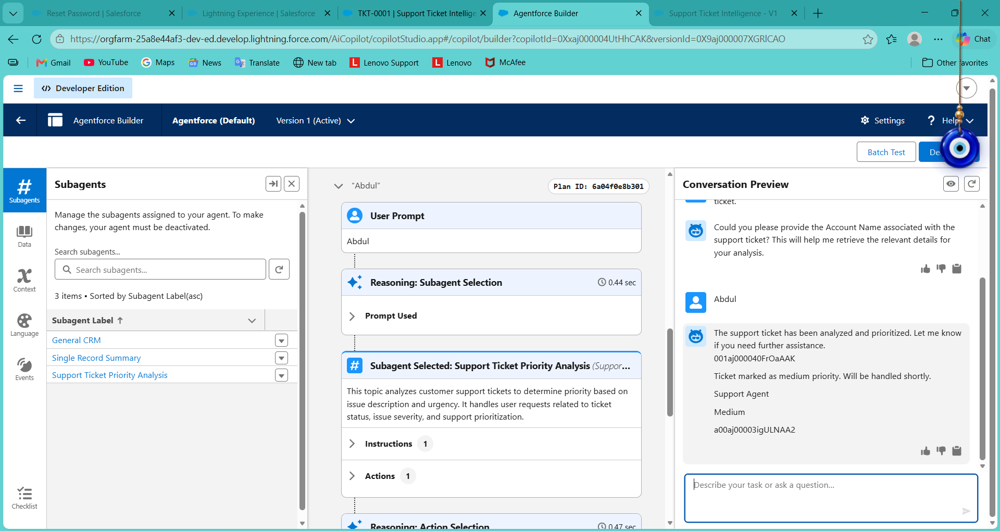 Reset Password | Salesforce
Lightning Experience | Salesforce
TKT-0001 | Support Ticket Intellige
Agentforce Builder
Support Ticket Intelligence - V1
https://orgfarm-25a8e44af3-dev-ed.develop.lightning.force.com/AiCopilot/copilotStudio.app#/copilot/builder?copilotId=0Xxaj000004UtHhCAK&versionId=0X9aj000007XGRlCAO
Chat
Gmail
YouTube
Maps
News
Translate
New tab
Lenovo Support
Lenovo
McAfee
Other favorites
Developer Edition
Agentforce Builder
Agentforce (Default)
Version 1 (Active)
Settings
Help
Batch Test
Subagents
Data
Context
Language
Events
Checklist
Subagents
Manage the subagents assigned to your agent. To make
changes, your agent must be deactivated.
Search subagents...
Search subagents...
3 items • Sorted by Subagent Label(asc)
Subagent Label ↑
General CRM
Single Record Summary
Support Ticket Priority Analysis
“Abdul”
Plan ID: 6a04f0e8b301
User Prompt
Abdul
Reasoning: Subagent Selection
0.44 sec
Prompt Used
Subagent Selected: Support Ticket Priority Analysis (Suppor...
This topic analyzes customer support tickets to determine priority based on
issue description and urgency. It handles user requests related to ticket
status, issue severity, and support prioritization.
Instructions 1
Actions 1
Reasoning: Action Selection
0.47 sec
Conversation Preview
ticket.
Could you please provide the Account Name associated with the
support ticket? This will help me retrieve the relevant details for
your analysis.
Abdul
The support ticket has been analyzed and prioritized. Let me know
if you need further assistance.
001aj000040FrOaAAK
Ticket marked as medium priority. Will be handled shortly.
Support Agent
Medium
a00aj00003igULNAA2
Describe your task or ask a question...